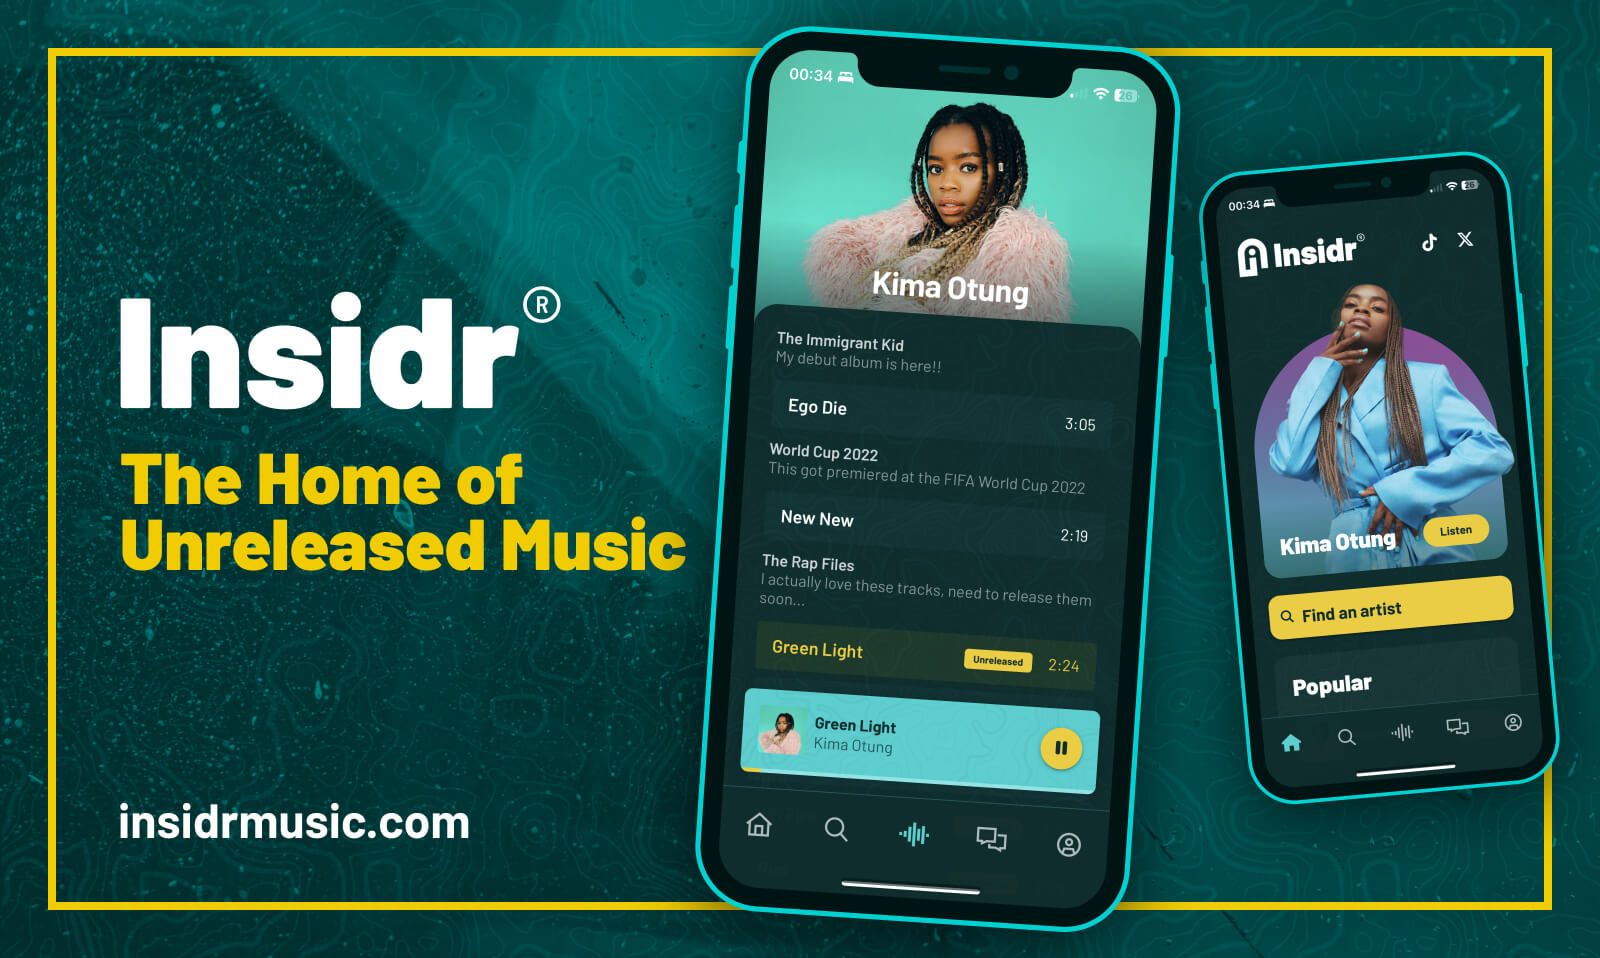 Insidr®
The Home of
Unreleased Music
insidrmusic.com
00:34
26
Kima Otung
The Immigrant Kid
My debut album is here!!
Ego Die
3:05
World Cup 2022
This got premiered at the FIFA World Cup 2022
New New
2:19
The Rap Files
I actually love these tracks, need to release them
soon...
Green Light
Unreleased
2:24
Green Light
Kima Otung
00:34
26
Insidr®
Kima Otung
Listen
Find an artist
Popular